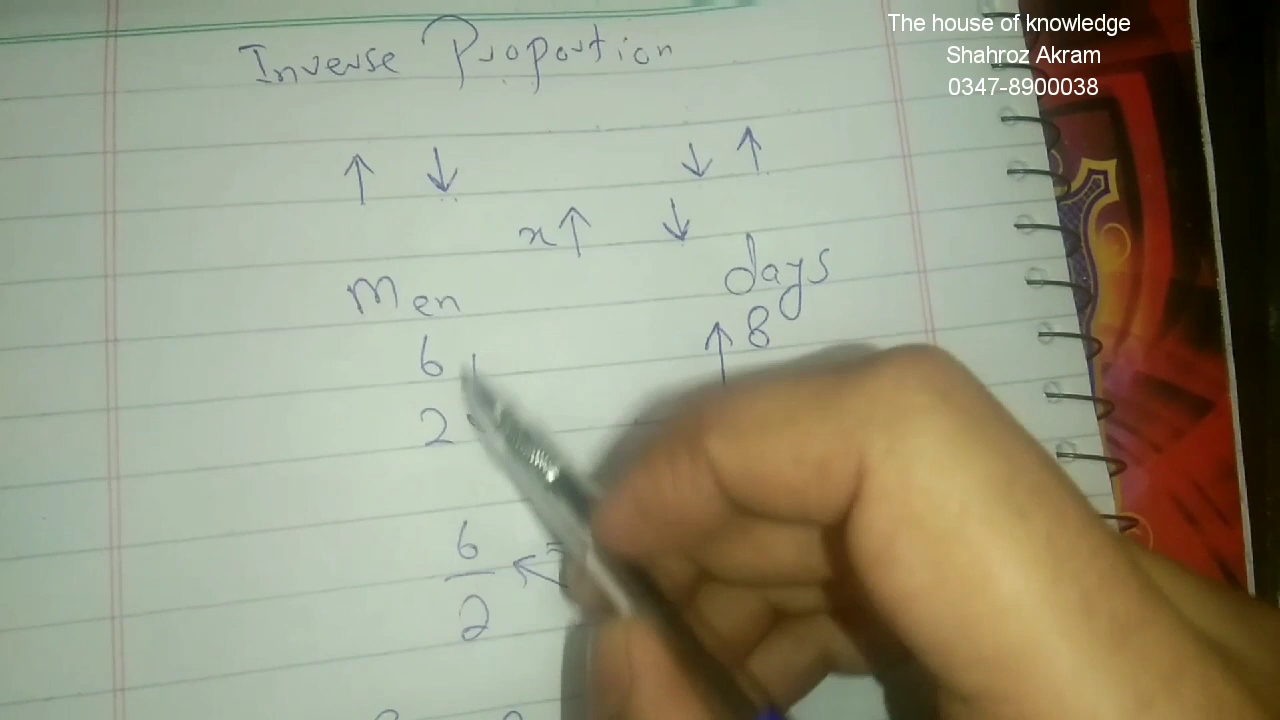 The house of knowledge
Shahroz Akram
0347-8900038
Inverse Proportion
↑ ↓ ↓ ↑
x ↑ ↓
Men days
6 ↑ 8
2
6
2